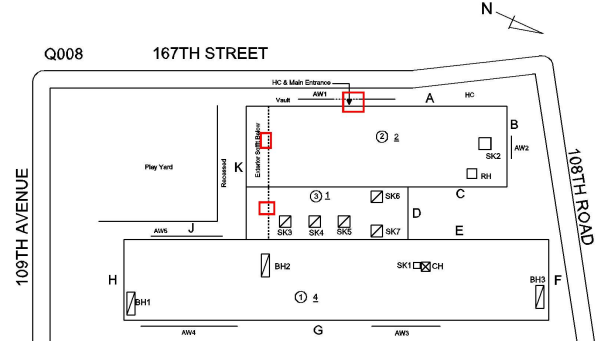 N
Q008
167TH STREET
HC & Main Entrance
Vault
AW1
A
HC
B
Exterior Soffit Below
2 2
SK2
AW2
Play Yard
Recessed
K
RH
108TH ROAD
C
3 1
SK6
D
109TH AVENUE
J
AW5
SK3
SK4
SK5
SK7
E
BH2
SK1
CH
H
BH1
1 4
BH3
F
AW4
G
AW3